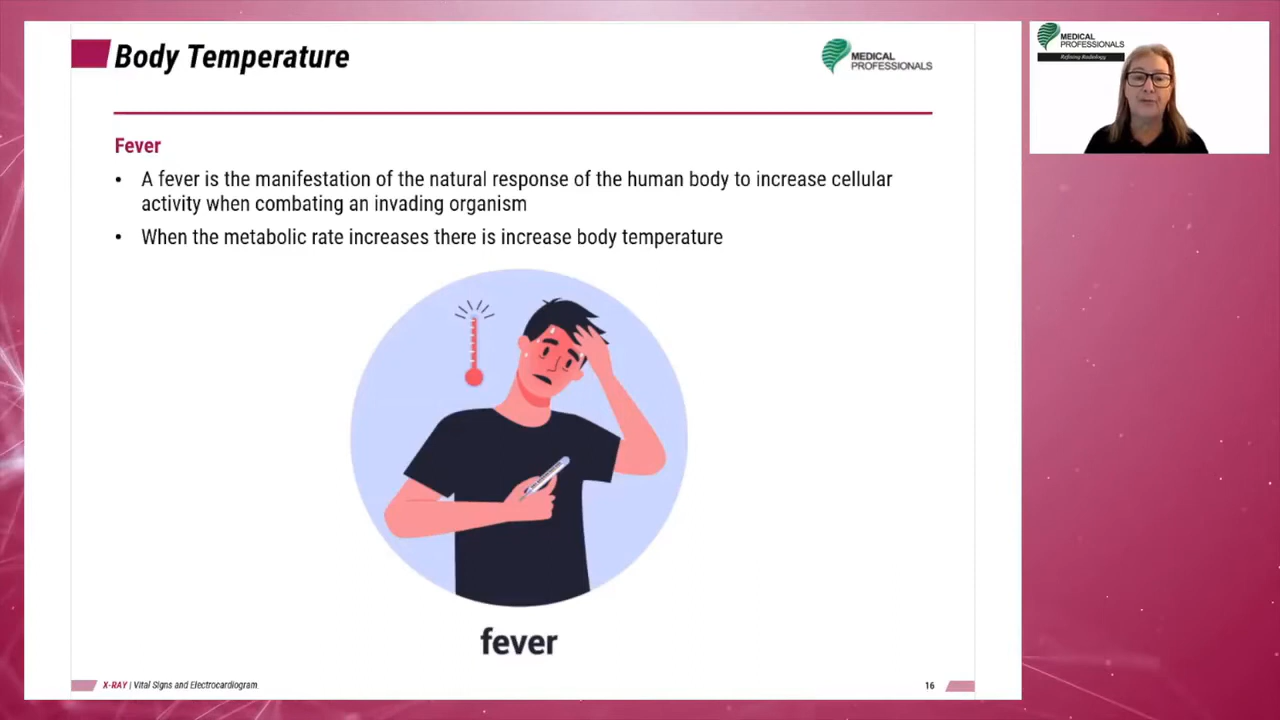 Body Temperature
MEDICAL
PROFESSIONALS
Fever
• A fever is the manifestation of the natural response of the human body to increase cellular
activity when combating an invading organism
• When the metabolic rate increases there is increase body temperature
fever
X-RAY | Vital Signs and Electrocardiogram
16
MEDICAL
PROFESSIONALS
Refining Radiology